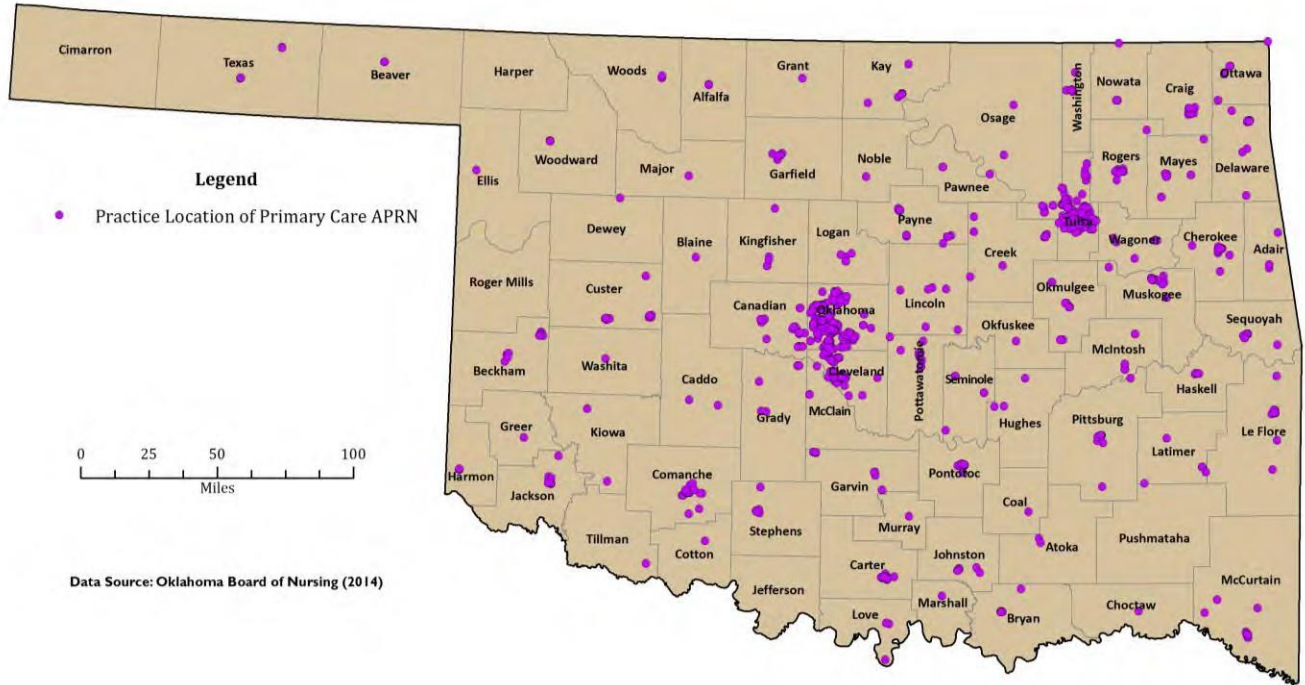 Cimarron
Texas
Beaver
Harper
Woods
Alfalfa
Grant
Kay
Osage
Washington
Nowata
Craig
Ottawa
Ellis
Woodward
Major
Garfield
Noble
Pawnee
Rogers
Mayes
Delaware
Legend
Practice Location of Primary Care APRN
Dewey
Blaine
Kingfisher
Logan
Payne
Creek
Tulsa
Wagoner
Cherokee
Adair
Roger Mills
Custer
Canadian
Oklahoma
Lincoln
Okmulgee
Muskogee
Okfuskee
Sequoyah
Beckham
Washita
Caddo
Grady
McClain
Cleveland
Pottawatomie
Seminole
Hughes
McIntosh
Haskell
Pittsburg
Latimer
Le Flore
Greer
Kiowa
Harmon
Jackson
Comanche
Tillman
Cotton
Stephens
Garvin
Murray
Pontotoc
Coal
Atoka
Pushmataha
McCurtain
Jefferson
Carter
Johnston
Love
Marshall
Bryan
Choctaw
0 25 50 100
Miles
Data Source: Oklahoma Board of Nursing (2014)